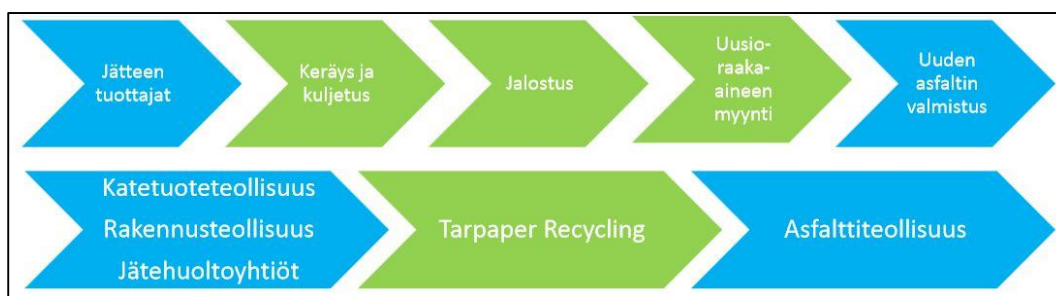 Jätteen
tuottajat
Keräys ja
kuljetus
Jalostus
Uusio-
raaka-
aineen
myynti
Uuden
asfaltin
valmistus
Katetuoteteollisuus
Rakennusteollisuus
Jätehuoltoyhtiöt
Tarpaper Recycling
Asfalttiteollisuus